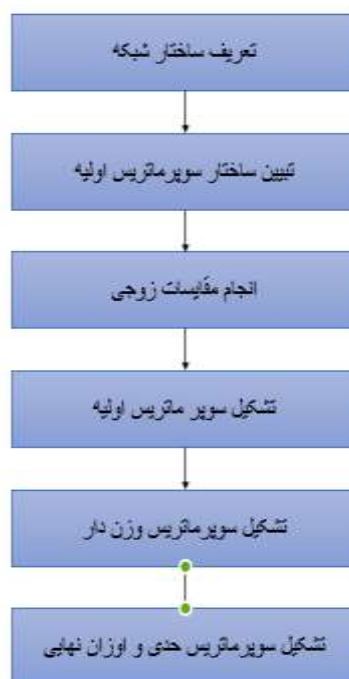 تعریف ساختار شبکه
تبیین ساختار سوپرماتریس اولیه
انجام مقایسات زوجی
تشکیل سوپر ماتریس اولیه
تشکیل سوپرماتریس وزن دار
تشکیل سوپرماتریس حدی و اوزان نهایی